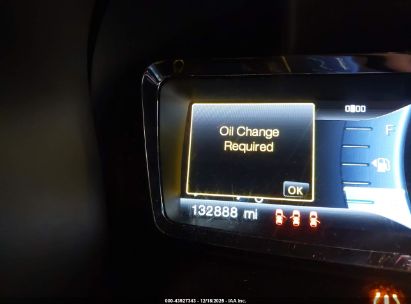 Oil Change
Required
F
OK
132888 mi
000-43927343 - 12/18/2025 - IAA Inc.